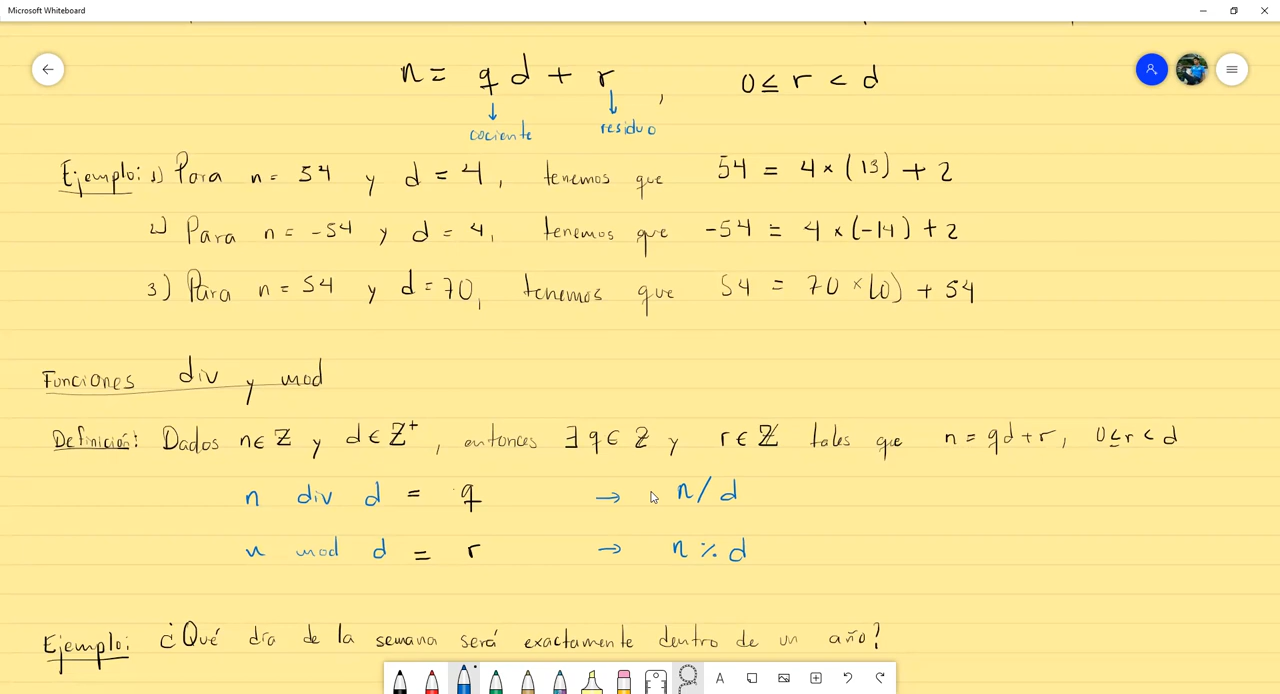 Microsoft Whiteboard
n = q d + r , 0 ≤ r < d
cociente residuo
Ejemplo: 1) Para n = 54 y d = 4, tenemos que 54 = 4 × (13) + 2
2) Para n = -54 y d = 4, tenemos que -54 = 4 × (-14) + 2
3) Para n = 54 y d = 70, tenemos que 54 = 70 × (0) + 54
Funciones div y mod
Definición: Dados n ∈ ℤ y d ∈ ℤ⁺, entonces ∃ q ∈ ℤ y r ∈ ℤ tales que n = qd + r, 0 ≤ r < d
n div d = q → n / d
n mod d = r → n % d
Ejemplo: ¿Qué día de la semana será exactamente dentro de un año?